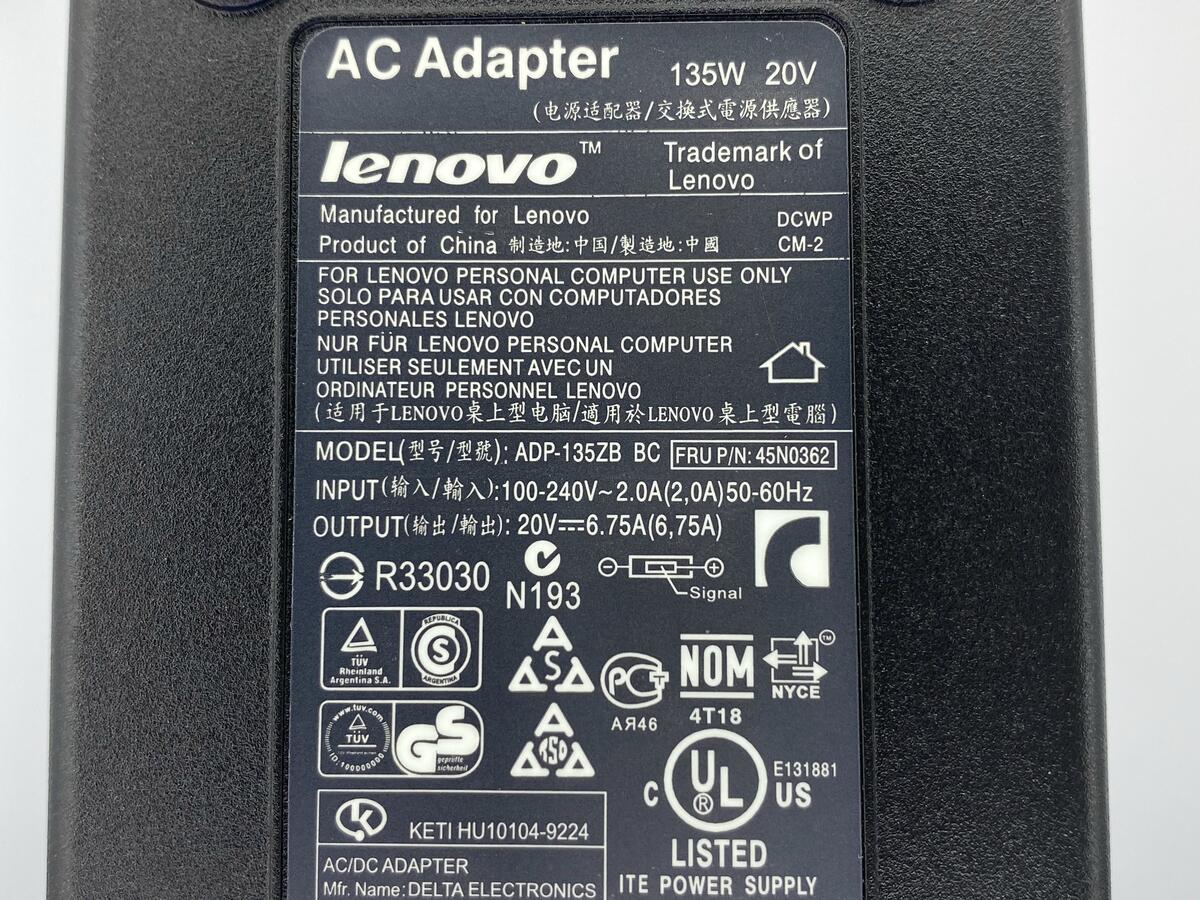 AC Adapter 135W 20V
(电源适配器/交換式電源供應器)
lenovo™ Trademark of Lenovo
Manufactured for Lenovo DCWP
Product of China 制造地:中国/製造地:中國 CM-2
FOR LENOVO PERSONAL COMPUTER USE ONLY
SOLO PARA USAR CON COMPUTADORES
PERSONALES LENOVO
NUR FÜR LENOVO PERSONAL COMPUTER
UTILISER SEULEMENT AVEC UN
ORDINATEUR PERSONNEL LENOVO
(适用于LENOVO桌上型电脑/適用於LENOVO桌上型電腦)
MODEL(型号/型號): ADP-135ZB BC FRU P/N: 45N0362
INPUT(输入/輸入):100-240V~2.0A(2,0A)50-60Hz
OUTPUT(输出/輸出): 20V⎓6.75A(6,75A)
R33030 N193 Signal
TÜV
Rheinland
Argentina S.A.
REPUBLICA
S
ARGENTINA
A
S
A A
PCT
АЯ46
NOM
4T18
NYCE™
www.tuv.com
TÜV
ID:100000000
GS
geprüfte
sicherheit
A
TSO
A A
C UL® US
E131881
LISTED
ITE POWER SUPPLY
K KETI HU10104-9224
AC/DC ADAPTER
Mfr. Name: DELTA ELECTRONICS